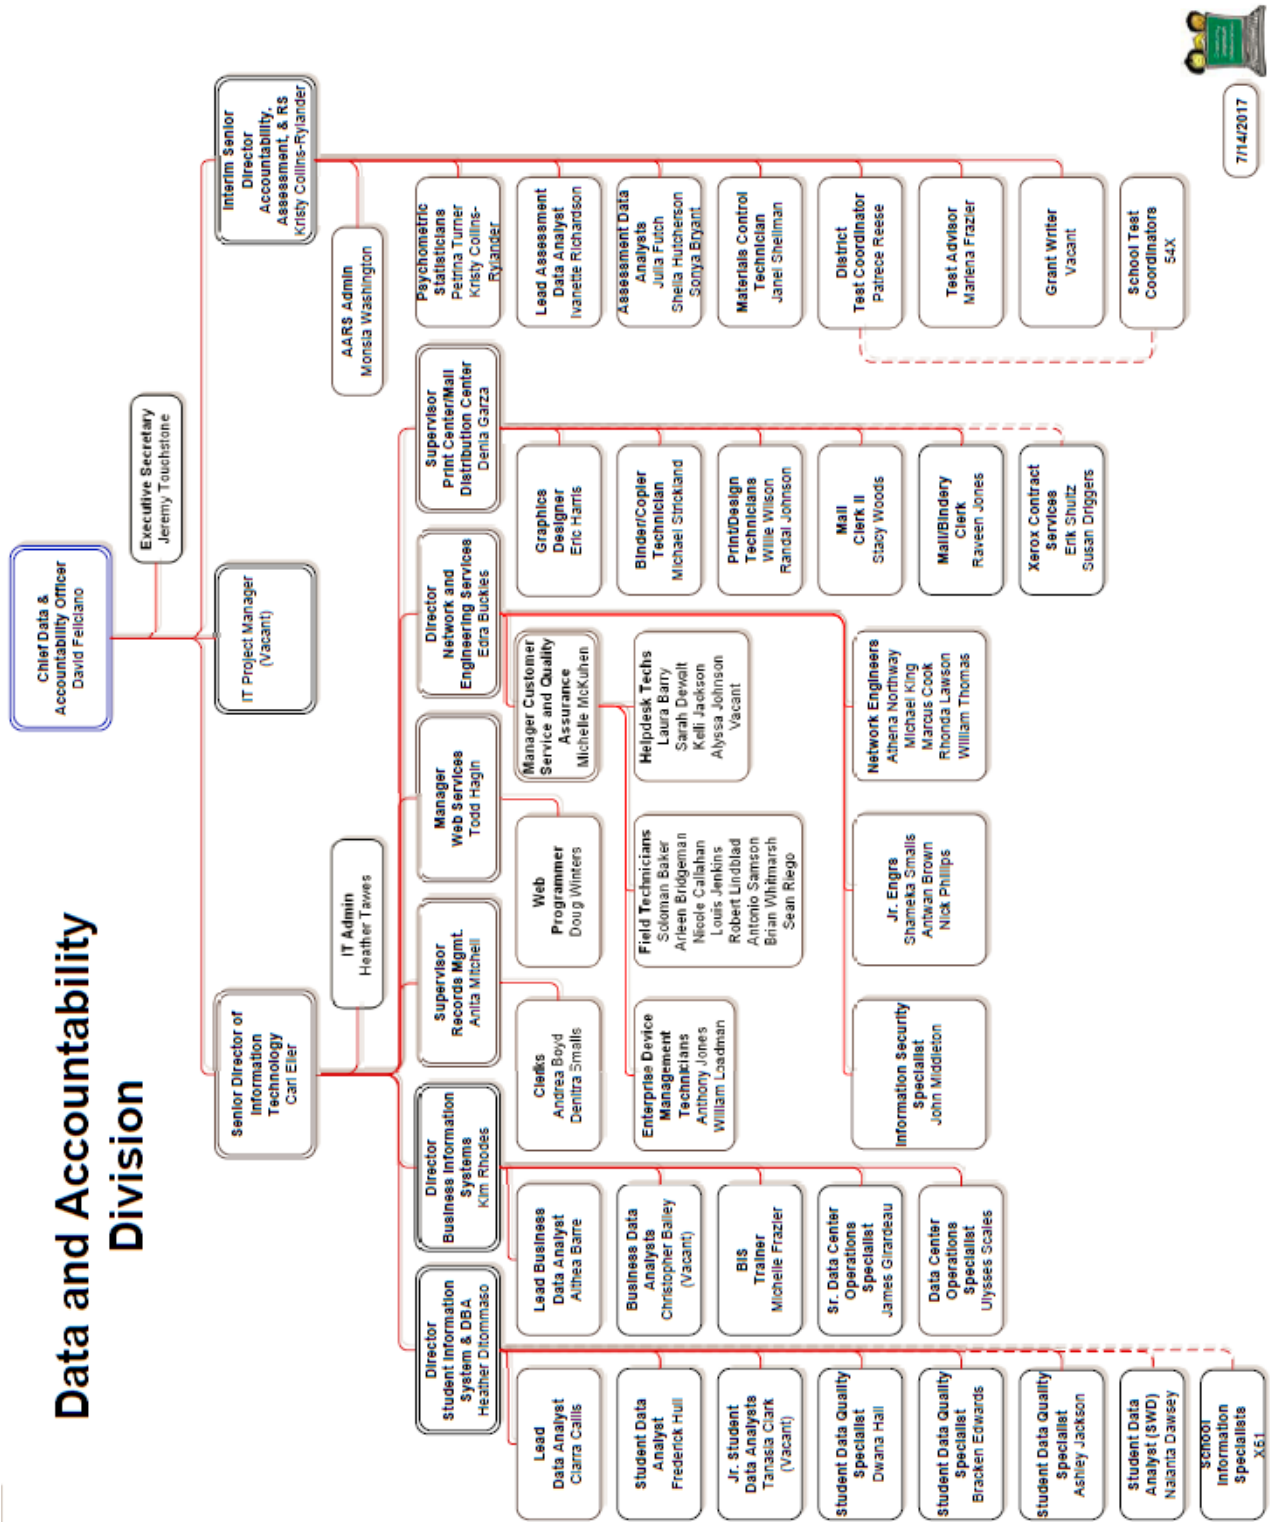 Data and Accountability
Division
Chief Data &
Accountability Officer
David Feliciano
Executive Secretary
Jeremy Touchstone
Senior Director of
Information
Technology
Carl Eller
IT Project Manager
(Vacant)
Interim Senior
Director
Accountability,
Assessment, & RS
Kristy Collins-Rylander
IT Admin
Heather Tawes
AARS Admin
Monsia Washington
Director
Student Information
System & DBA
Heather Dittommaso
Director
Business Information
Systems
Kim Rhodes
Supervisor
Records Mgmt.
Anita Mitchell
Manager
Web Services
Todd Hagin
Director
Network and
Engineering Services
Edra Buckles
Supervisor
Print Center/Mail
Distribution Center
Denia Garza
Psychometric
Statisticians
Petrina Turner
Kristy Collins-
Rylander
Lead
Data Analyst
Ciarra Callis
Student Data
Analyst
Frederick Hull
Jr. Student
Data Analysts
Tanasia Clark
(Vacant)
Student Data Quality
Specialist
Dwana Hall
Student Data Quality
Specialist
Bracken Edwards
Student Data Quality
Specialist
Ashley Jackson
Student Data
Analyst (SWD)
Nalanta Dawsey
School
Information
Specialists
X61
Lead Business
Data Analyst
Althea Barre
Business Data
Analysts
Christopher Bailey
(Vacant)
BIS
Trainer
Michelle Frazier
Sr. Data Center
Operations
Specialist
James Girardeau
Data Center
Operations
Specialist
Ulysses Scales
Clerks
Andrea Boyd
Denitra Smalls
Web
Programmer
Doug Winters
Manager Customer
Service and Quality
Assurance
Michelle McKuhen
Enterprise Device
Management
Technicians
Anthony Jones
William Loadman
Field Technicians
Soloman Baker
Arleen Bridgeman
Nicole Callahan
Louis Jenkins
Robert Lindblad
Antonio Samson
Brian Whitmarsh
Sean Riego
Helpdesk Techs
Laura Barry
Sarah Dewalt
Kelli Jackson
Alyssa Johnson
Vacant
Information Security
Specialist
John Middleton
Jr. Engrs
Shameka Smalls
Antwan Brown
Nick Phillips
Network Engineers
Athena Northway
Michael King
Marcus Cook
Rhonda Lawson
William Thomas
Graphics
Designer
Eric Harris
Binder/Copier
Technician
Michael Strickland
Print/Design
Technicians
Willie Wilson
Randal Johnson
Mail
Clerk II
Stacy Woods
Mail/Bindery
Clerk
Raveen Jones
Xerox Contract
Services
Erik Shultz
Susan Driggers
Lead Assessment
Data Analyst
Ivanette Richardson
Assessment Data
Analysts
Julia Futch
Sheila Hutcherson
Sonya Bryant
Materials Control
Technician
Janel Shellman
District
Test Coordinator
Patrece Reese
Test Advisor
Marlena Frazier
Grant Writer
Vacant
School Test
Coordinators
54X
7/14/2017